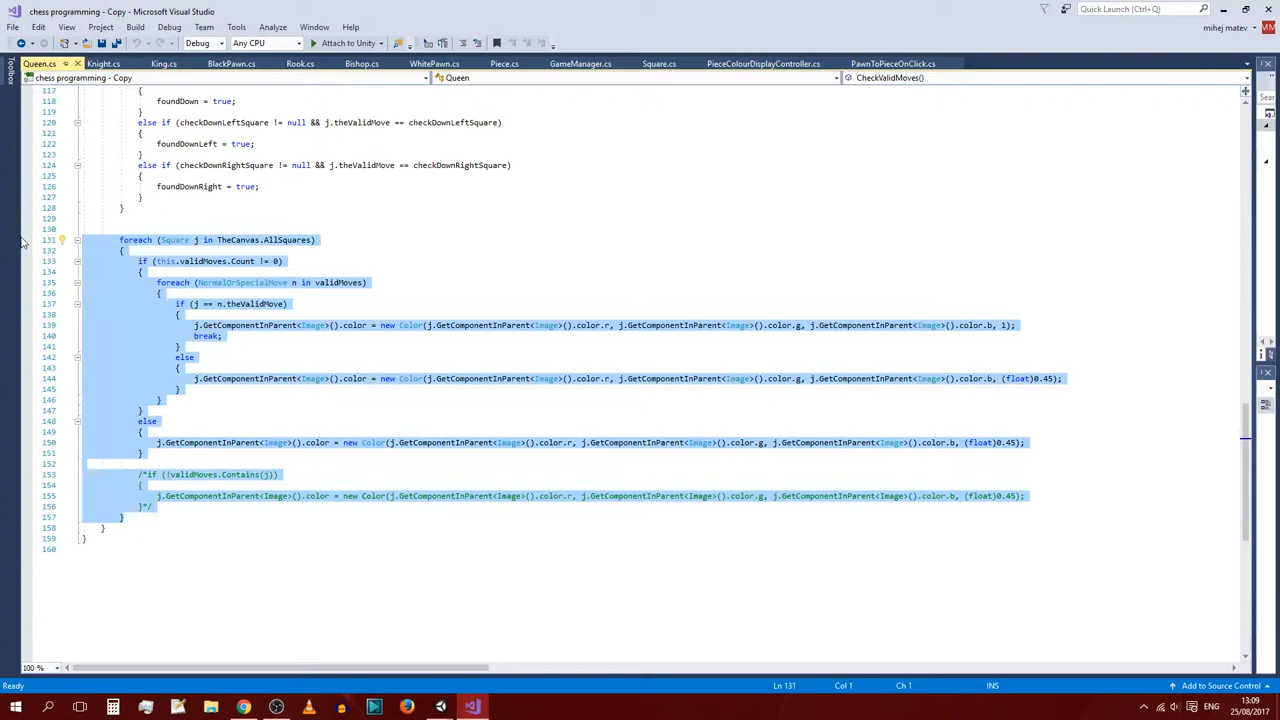 chess programming - Copy - Microsoft Visual Studio
Quick Launch (Ctrl+Q)
File Edit View Project Build Debug Team Tools Analyze Window Help
mihej matev MM
Debug Any CPU Attach to Unity
Toolbox
Queen.cs Knight.cs King.cs BlackPawn.cs Rook.cs Bishop.cs WhitePawn.cs Piece.cs GameManager.cs Square.cs PieceColourDisplayController.cs PawnToPieceOnClick.cs
chess programming - Copy Queen CheckValidMoves()
Sear
117 {
118 foundDown = true;
119 }
120 else if (checkDownLeftSquare != null && j.theValidMove == checkDownLeftSquare)
121 {
122 foundDownLeft = true;
123 }
124 else if (checkDownRightSquare != null && j.theValidMove == checkDownRightSquare)
125 {
126 foundDownRight = true;
127 }
128 }
129
130
131 foreach (Square j in TheCanvas.AllSquares)
132 {
133 if (this.validMoves.Count != 0)
134 {
135 foreach (NormalOrSpecialMove n in validMoves)
136 {
137 if (j == n.theValidMove)
138 {
139 j.GetComponentInParent<Image>().color = new Color(j.GetComponentInParent<Image>().color.r, j.GetComponentInParent<Image>().color.g, j.GetComponentInParent<Image>().color.b, 1);
140 break;
141 }
142 else
143 {
144 j.GetComponentInParent<Image>().color = new Color(j.GetComponentInParent<Image>().color.r, j.GetComponentInParent<Image>().color.g, j.GetComponentInParent<Image>().color.b, (float)0.45);
145 }
146 }
147 }
148 else
149 {
150 j.GetComponentInParent<Image>().color = new Color(j.GetComponentInParent<Image>().color.r, j.GetComponentInParent<Image>().color.g, j.GetComponentInParent<Image>().color.b, (float)0.45);
151 }
152
153 /*if (!validMoves.Contains(j))
154 {
155 j.GetComponentInParent<Image>().color = new Color(j.GetComponentInParent<Image>().color.r, j.GetComponentInParent<Image>().color.g, j.GetComponentInParent<Image>().color.b, (float)0.45);
156 }*/
157 }
158 }
159 }
160
100 %
Ready Ln 131 Col 1 Ch 1 INS Add to Source Control
ENG
13:09
25/08/2017